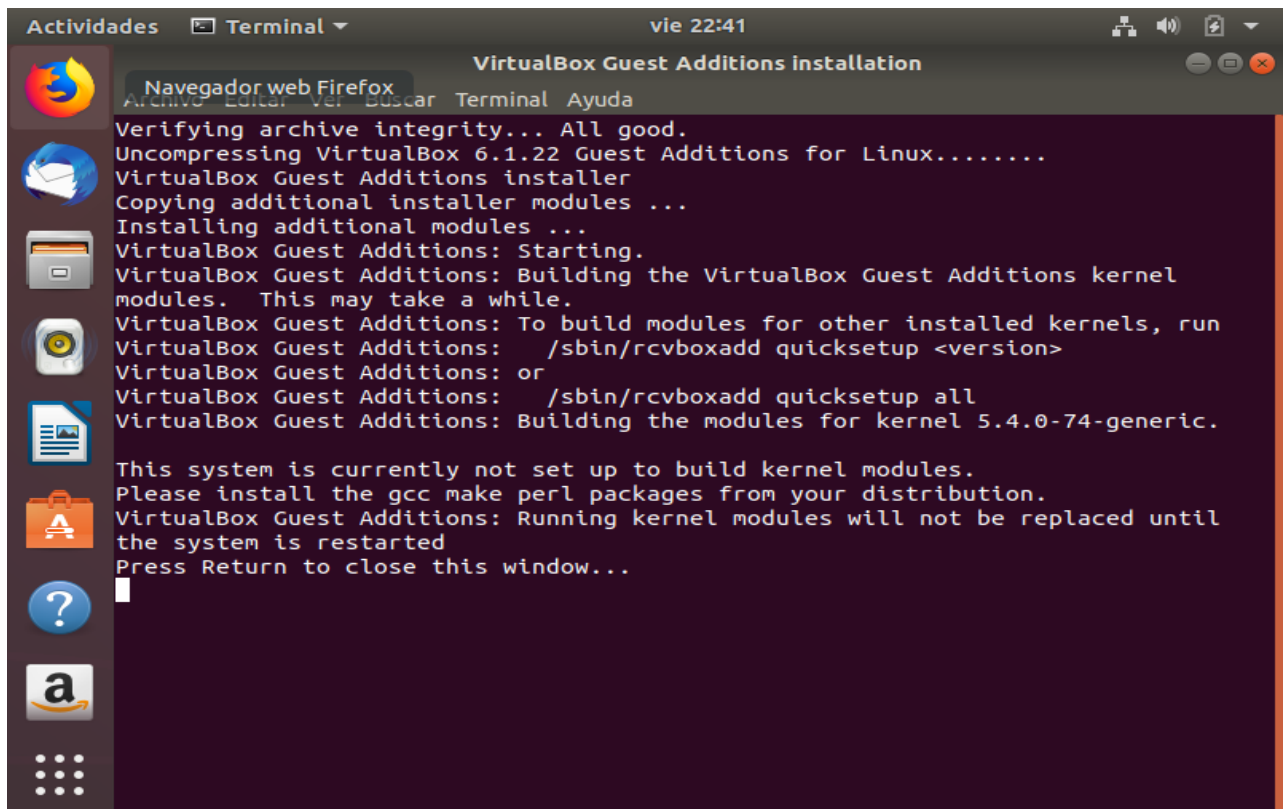 Actividades Terminal vie 22:41
VirtualBox Guest Additions installation
Navegador web Firefox
Archivo Editar Ver Buscar Terminal Ayuda
Verifying archive integrity... All good.
Uncompressing VirtualBox 6.1.22 Guest Additions for Linux........
VirtualBox Guest Additions installer
Copying additional installer modules ...
Installing additional modules ...
VirtualBox Guest Additions: Starting.
VirtualBox Guest Additions: Building the VirtualBox Guest Additions kernel
modules.  This may take a while.
VirtualBox Guest Additions: To build modules for other installed kernels, run
VirtualBox Guest Additions:   /sbin/rcvboxadd quicksetup <version>
VirtualBox Guest Additions: or
VirtualBox Guest Additions:   /sbin/rcvboxadd quicksetup all
VirtualBox Guest Additions: Building the modules for kernel 5.4.0-74-generic.
This system is currently not set up to build kernel modules.
Please install the gcc make perl packages from your distribution.
VirtualBox Guest Additions: Running kernel modules will not be replaced until
the system is restarted
Press Return to close this window...